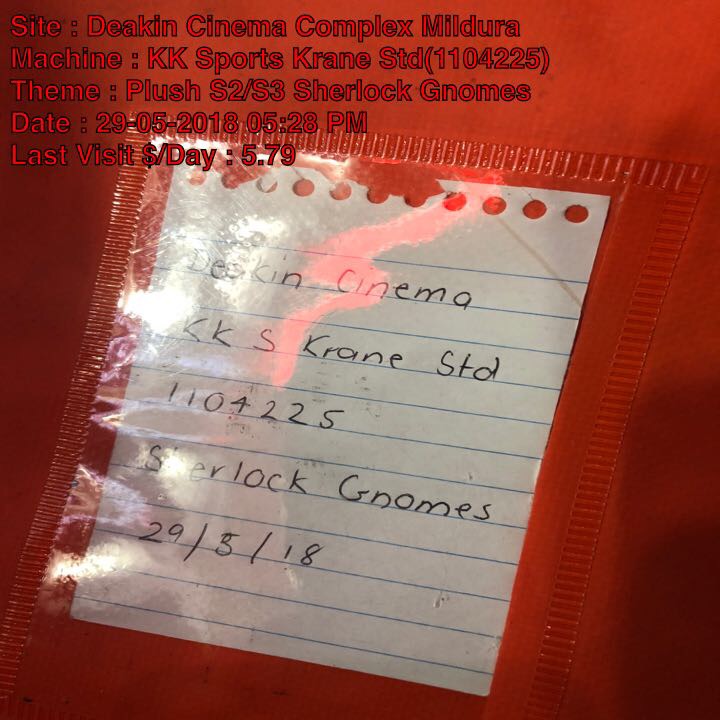 Site : Deakin Cinema Complex Mildura
Machine : KK Sports Krane Std(1104225)
Theme : Plush S2/S3 Sherlock Gnomes
Date : 29-05-2018 05:28 PM
Last Visit $/Day : 5.79
Deakin Cinema
KK S Krane Std
1104225
Sherlock Gnomes
29/5/18